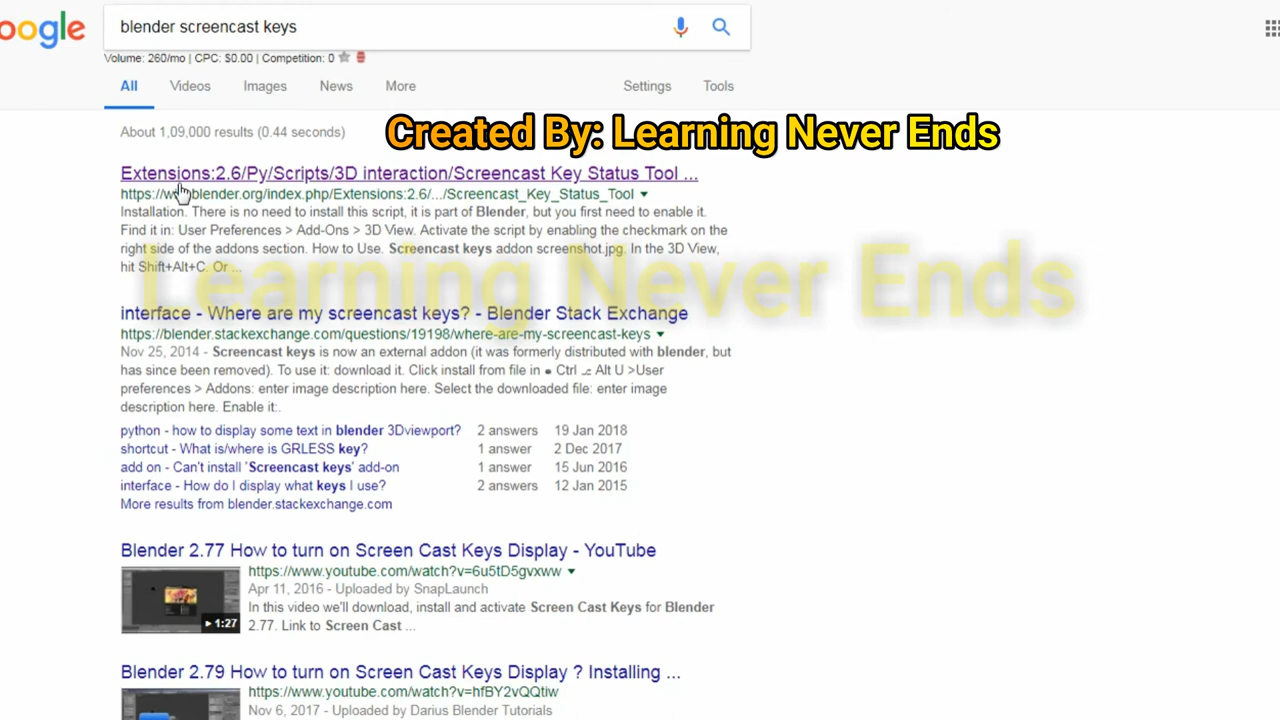 oogle
blender screencast keys
Volume: 260/mo | CPC: $0.00 | Competition: 0
All Videos Images News More Settings Tools
About 1,09,000 results (0.44 seconds)
Created By: Learning Never Ends
Extensions:2.6/Py/Scripts/3D interaction/Screencast Key Status Tool ...
https://w blender.org/index.php/Extensions:2.6/.../Screencast_Key_Status_Tool
Installation. There is no need to install this script, it is part of Blender, but you first need to enable it.
Find it in: User Preferences > Add-Ons > 3D View. Activate the script by enabling the checkmark on the
right side of the addons section. How to Use. Screencast keys addon screenshot.jpg. In the 3D View,
hit Shift+Alt+C. Or ...
Learning Never Ends
interface - Where are my screencast keys? - Blender Stack Exchange
https://blender.stackexchange.com/questions/19198/where-are-my-screencast-keys
Nov 25, 2014 - Screencast keys is now an external addon (it was formerly distributed with blender, but
has since been removed). To use it: download it. Click install from file in ● Ctrl ⎇ Alt U >User
preferences > Addons: enter image description here. Select the downloaded file: enter image
description here. Enable it:.
python - how to display some text in blender 3Dviewport? 2 answers 19 Jan 2018
shortcut - What is/where is GRLESS key? 1 answer 2 Dec 2017
add on - Can't install 'Screencast keys' add-on 1 answer 15 Jun 2016
interface - How do I display what keys I use? 2 answers 12 Jan 2015
More results from blender.stackexchange.com
Blender 2.77 How to turn on Screen Cast Keys Display - YouTube
https://www.youtube.com/watch?v=6u5tD5gvxww
Apr 11, 2016 - Uploaded by SnapLaunch
In this video we'll download, install and activate Screen Cast Keys for Blender
1:27
2.77. Link to Screen Cast ...
Blender 2.79 How to turn on Screen Cast Keys Display ? Installing ...
https://www.youtube.com/watch?v=hfBY2vQQtiw
Nov 6, 2017 - Uploaded by Darius Blender Tutorials